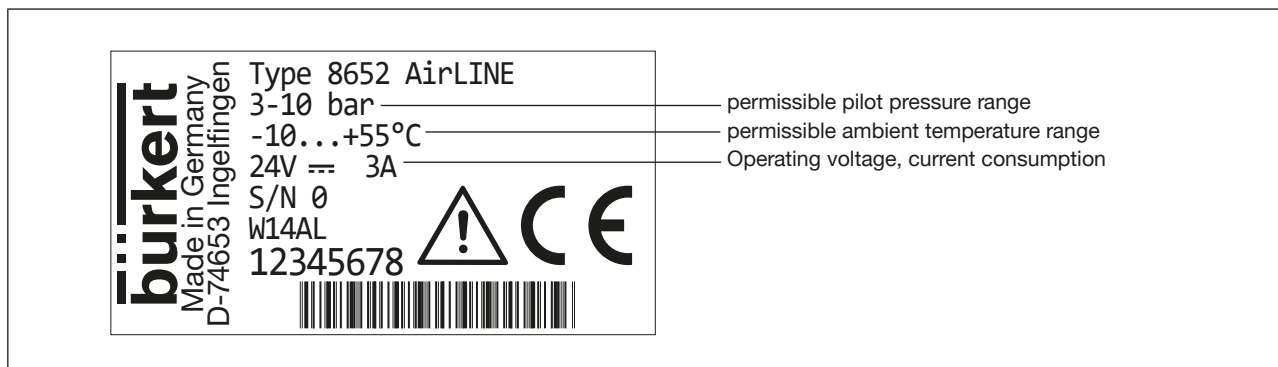 bürkert
Made in Germany
D-74653 Ingelfingen
Type 8652 AirLINE
3-10 bar
-10...+55°C
24V ⎓ 3A
S/N 0
W14AL
12345678
CE
permissible pilot pressure range
permissible ambient temperature range
Operating voltage, current consumption